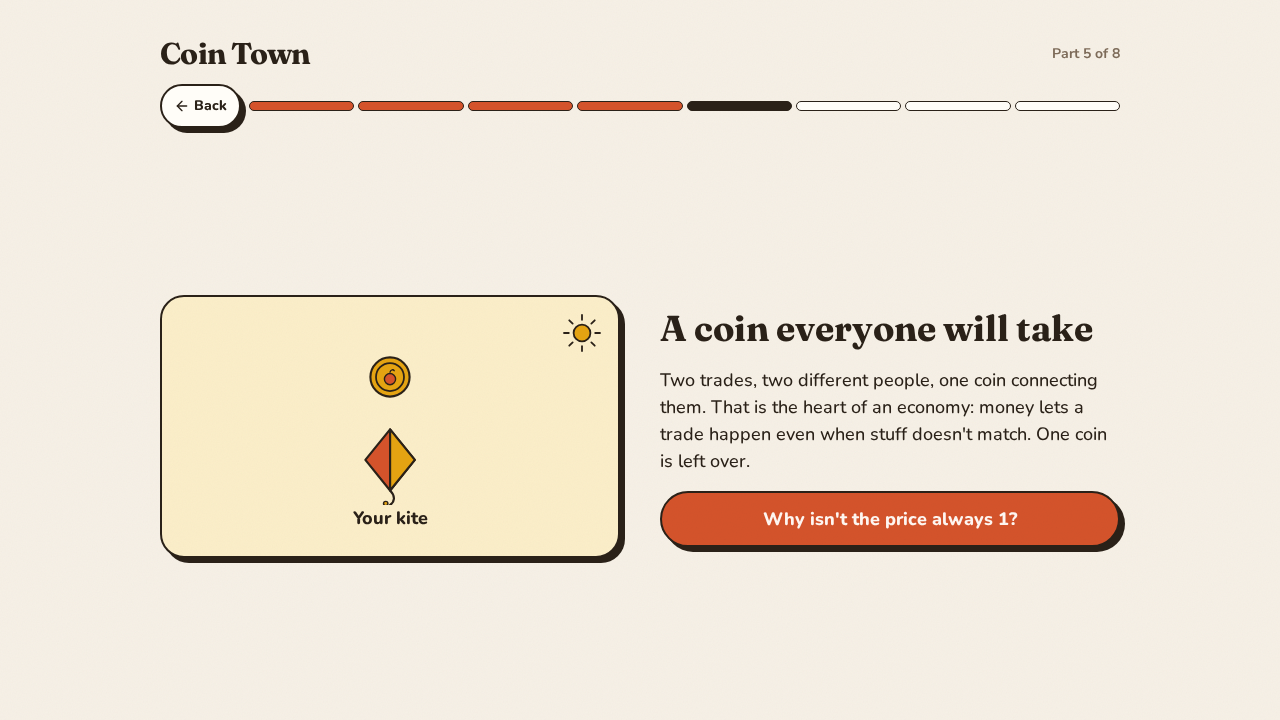 Coin Town
Part 5 of 8
← Back
A coin everyone will take
Two trades, two different people, one coin connecting
them. That is the heart of an economy: money lets a
trade happen even when stuff doesn't match. One coin
is left over.
Your kite
Why isn't the price always 1?